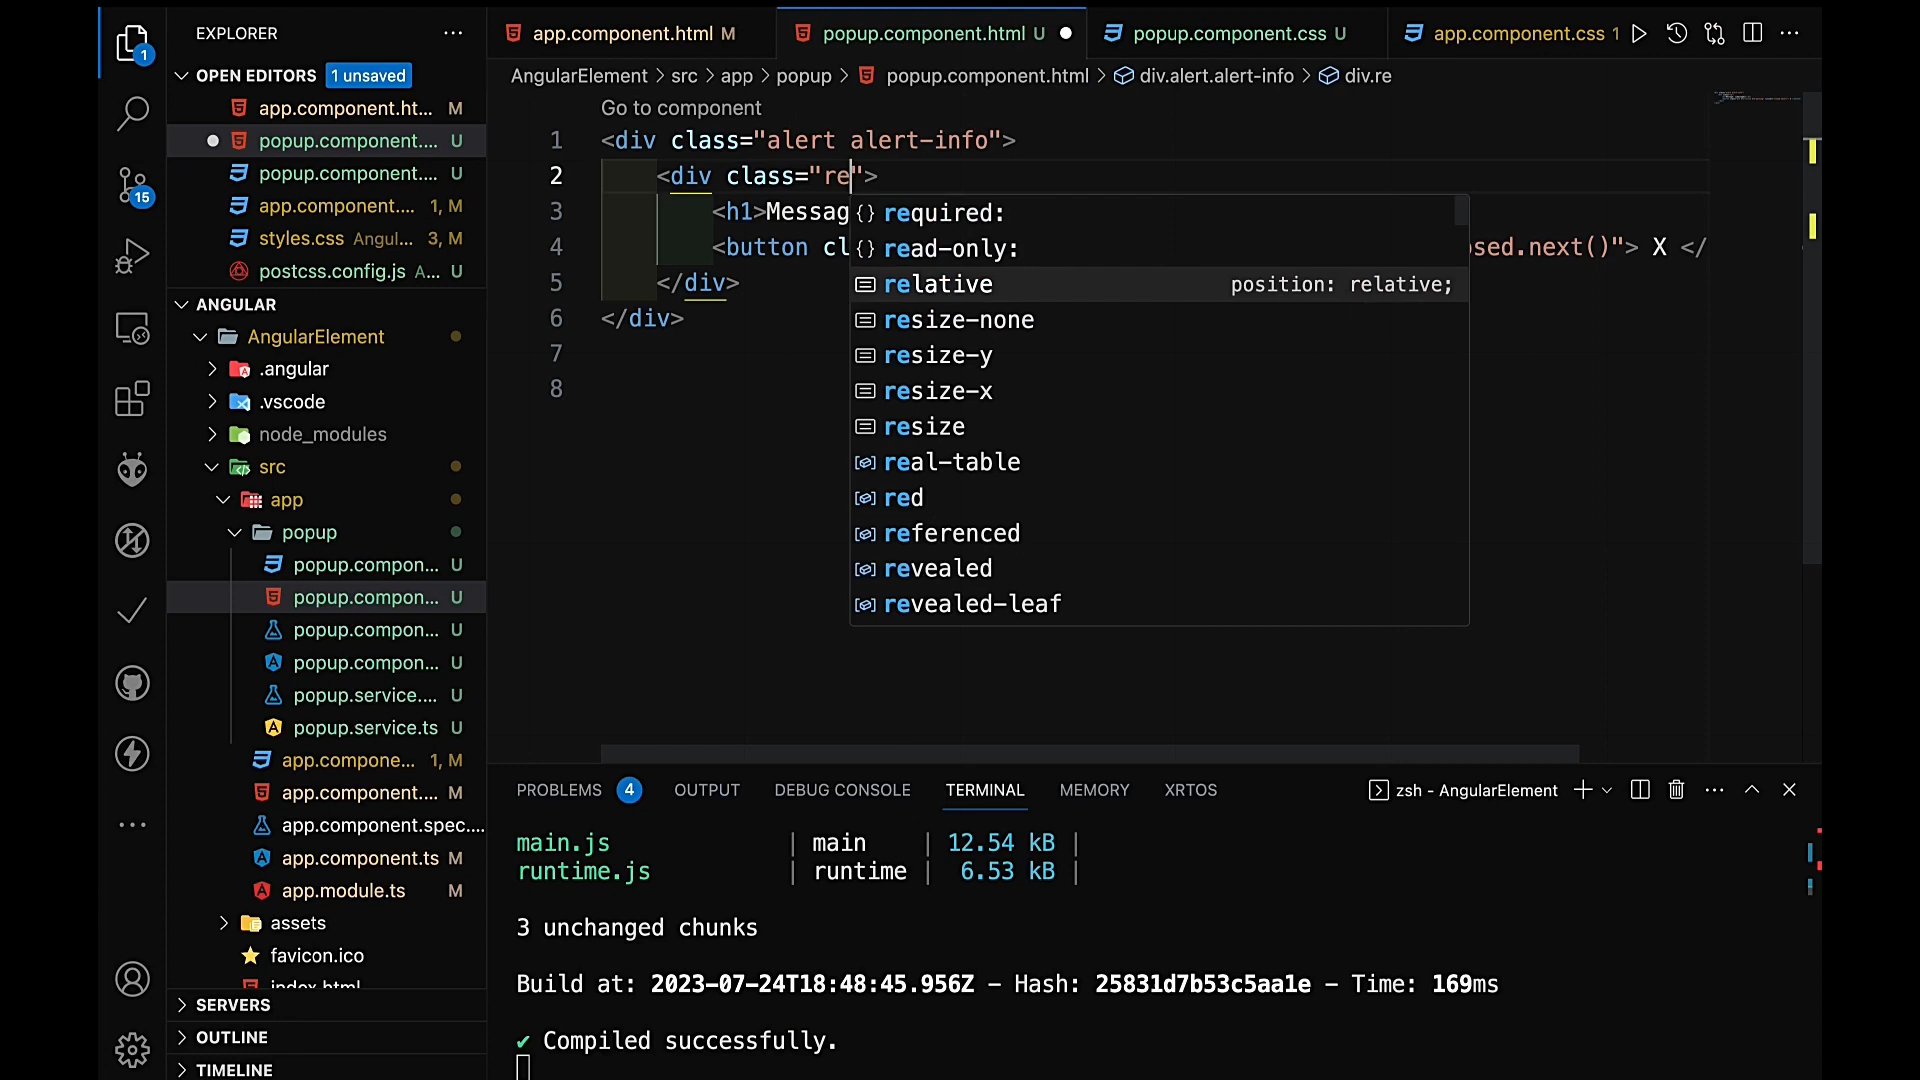 EXPLORER
OPEN EDITORS 1 unsaved
app.component.ht... M
popup.component.... U
popup.component.... U
app.component.... 1, M
styles.css Angul... 3, M
postcss.config.js A... U
ANGULAR
AngularElement
.angular
.vscode
node_modules
src
app
popup
popup.compon... U
popup.compon... U
popup.compon... U
popup.compon... U
popup.service.... U
popup.service.ts U
app.compone... 1, M
app.component.... M
app.component.spec....
app.component.ts M
app.module.ts M
assets
favicon.ico
index.html
SERVERS
OUTLINE
TIMELINE
1
15
app.component.html M popup.component.html U popup.component.css U app.component.css 1
AngularElement > src > app > popup > popup.component.html > div.alert.alert-info > div.re
Go to component
1 <div class="alert alert-info">
2 <div class="re">
3 <h1>Messag
4 <button cl sed.next()"> X </
5 </div>
6 </div>
7
8
required:
read-only:
relative position: relative;
resize-none
resize-y
resize-x
resize
real-table
red
referenced
revealed
revealed-leaf
PROBLEMS 4 OUTPUT DEBUG CONSOLE TERMINAL MEMORY XRTOS zsh - AngularElement
main.js | main | 12.54 kB |
runtime.js | runtime | 6.53 kB |
3 unchanged chunks
Build at: 2023-07-24T18:48:45.956Z - Hash: 25831d7b53c5aa1e - Time: 169ms
✔ Compiled successfully.